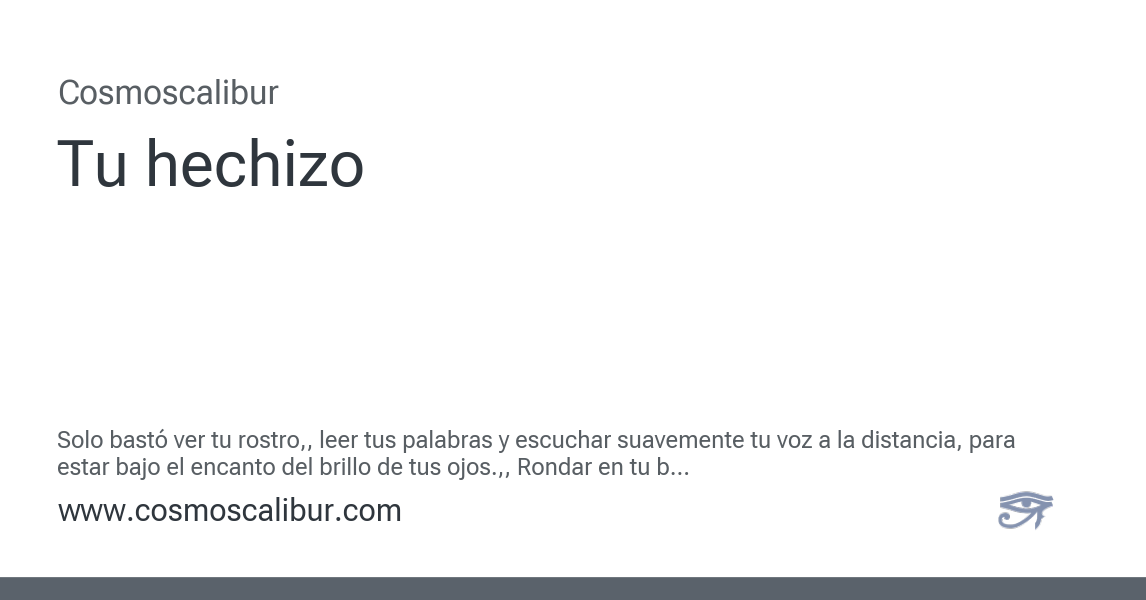 Cosmoscalibur
Tu hechizo
Solo bastó ver tu rostro,, leer tus palabras y escuchar suavemente tu voz a la distancia, para
estar bajo el encanto del brillo de tus ojos.,, Rondar en tu b...
www.cosmoscalibur.com